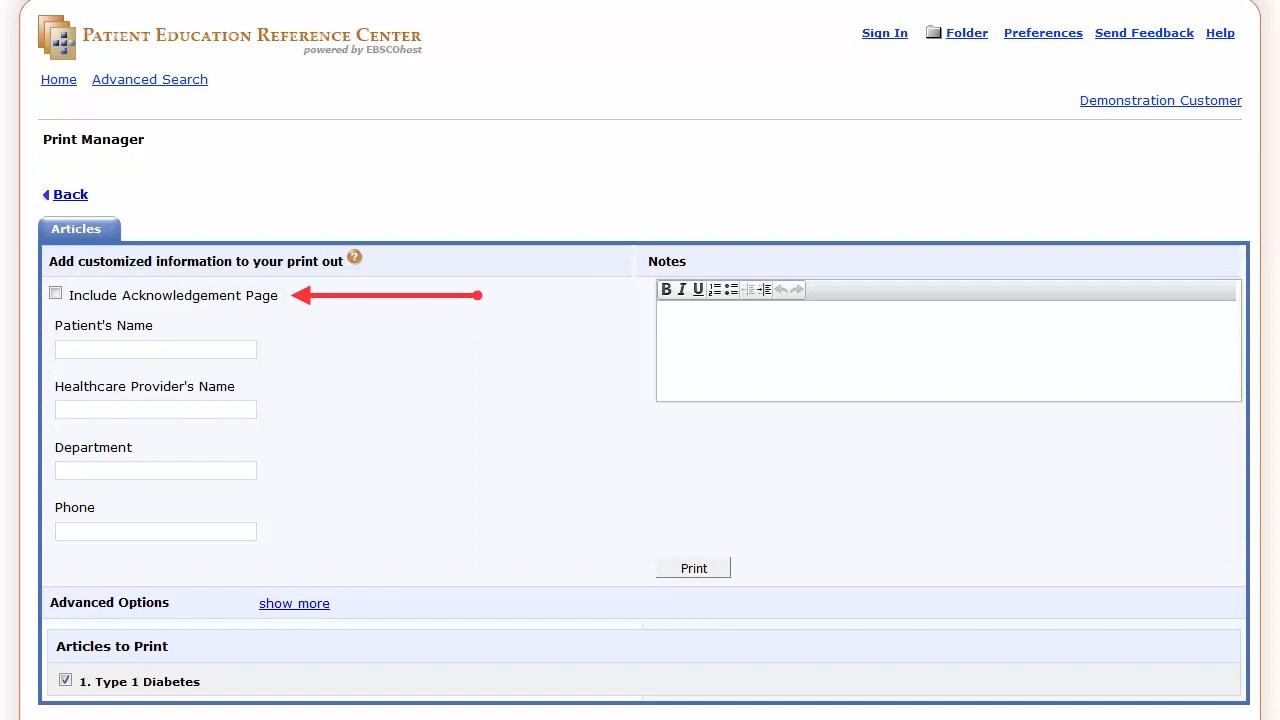 PATIENT EDUCATION REFERENCE CENTER
powered by EBSCOhost
Sign In Folder Preferences Send Feedback Help
Home Advanced Search
Demonstration Customer
Print Manager
Back
Articles
Add customized information to your print out ?
Notes
Include Acknowledgement Page
B I U
Patient's Name
Healthcare Provider's Name
Department
Phone
Print
Advanced Options show more
Articles to Print
1. Type 1 Diabetes